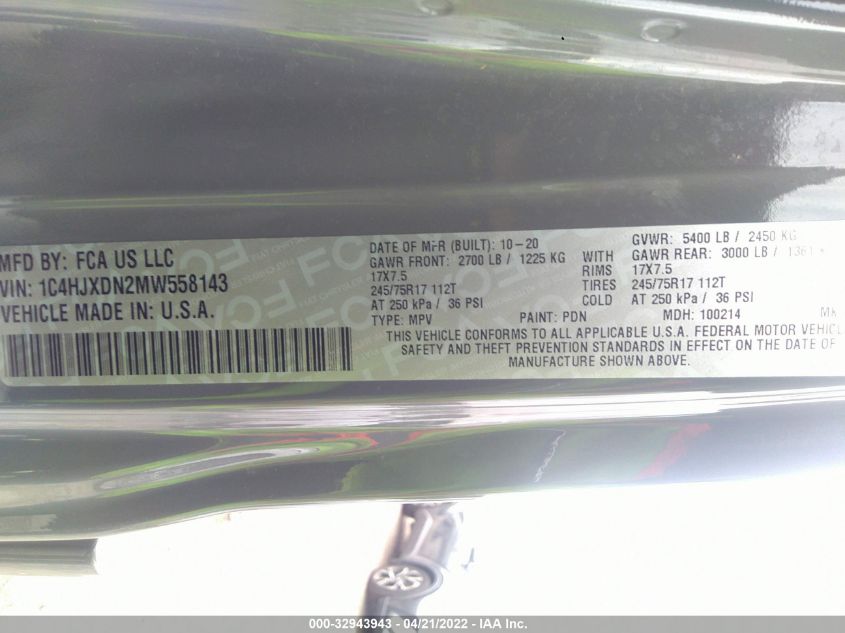 MFD BY: FCA US LLC
VIN: 1C4HJXDN2MW558143
VEHICLE MADE IN: U.S.A.
DATE OF MFR (BUILT): 10-20
GVWR: 5400 LB / 2450 KG
GAWR FRONT: 2700 LB / 1225 KG WITH GAWR REAR: 3000 LB / 1361
17X7.5 RIMS 17X7.5
245/75R17 112T TIRES 245/75R17 112T
AT 250 kPa / 36 PSI COLD AT 250 kPa / 36 PSI
TYPE: MPV PAINT: PDN MDH: 100214
THIS VEHICLE CONFORMS TO ALL APPLICABLE U.S.A. FEDERAL MOTOR VEHICL
SAFETY AND THEFT PREVENTION STANDARDS IN EFFECT ON THE DATE OF
MANUFACTURE SHOWN ABOVE.
000-32943943 - 04/21/2022 - IAA Inc.